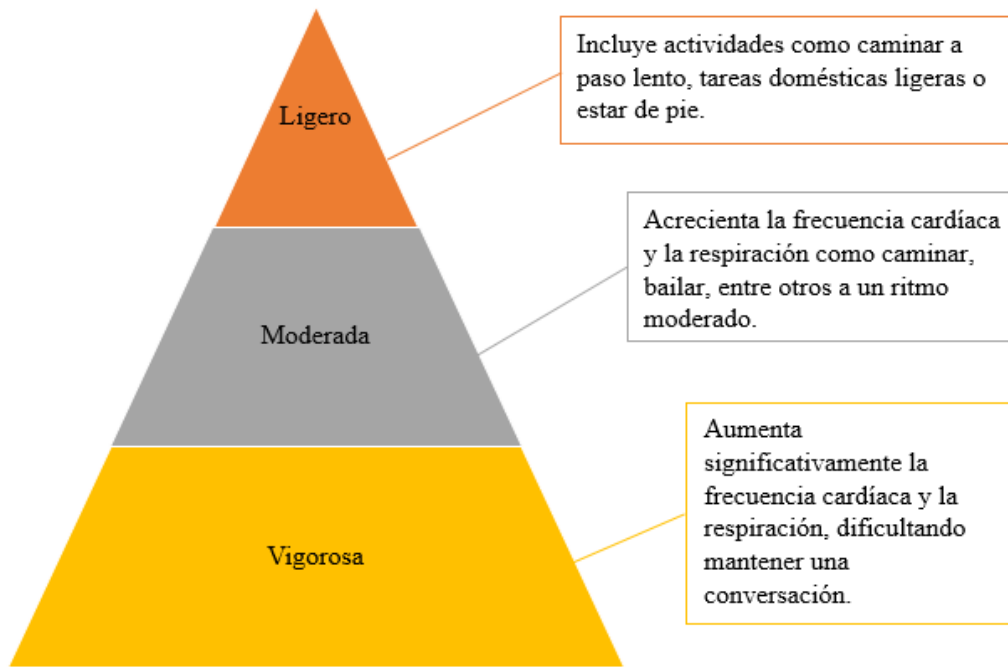 Ligero
Incluye actividades como caminar a
paso lento, tareas domésticas ligeras o
estar de pie.
Moderada
Acrecienta la frecuencia cardíaca
y la respiración como caminar,
bailar, entre otros a un ritmo
moderado.
Vigorosa
Aumenta
significativamente la
frecuencia cardíaca y la
respiración, dificultando
mantener una
conversación.